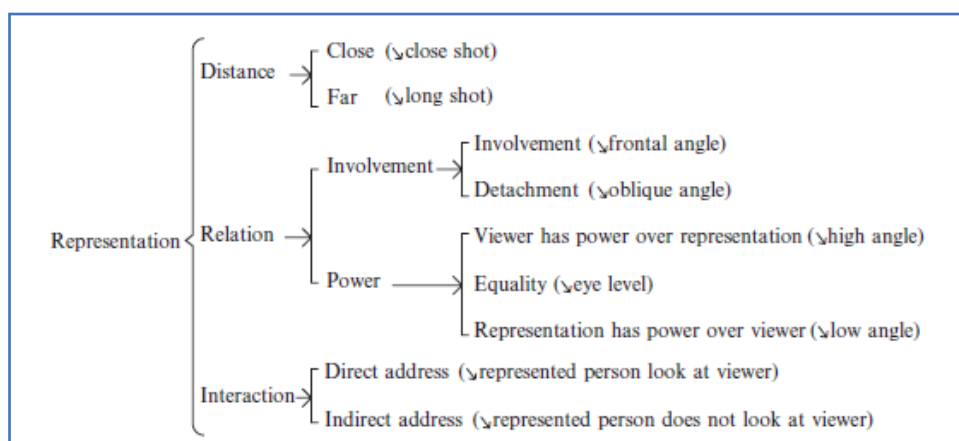 Close (↘close shot)
Distance
Far (↘long shot)
Involvement (↘frontal angle)
Involvement
Detachment (↘oblique angle)
Representation
Relation
Viewer has power over representation (↘high angle)
Power
Equality (↘eye level)
Representation has power over viewer (↘low angle)
Direct address (↘represented person look at viewer)
Interaction
Indirect address (↘represented person does not look at viewer)